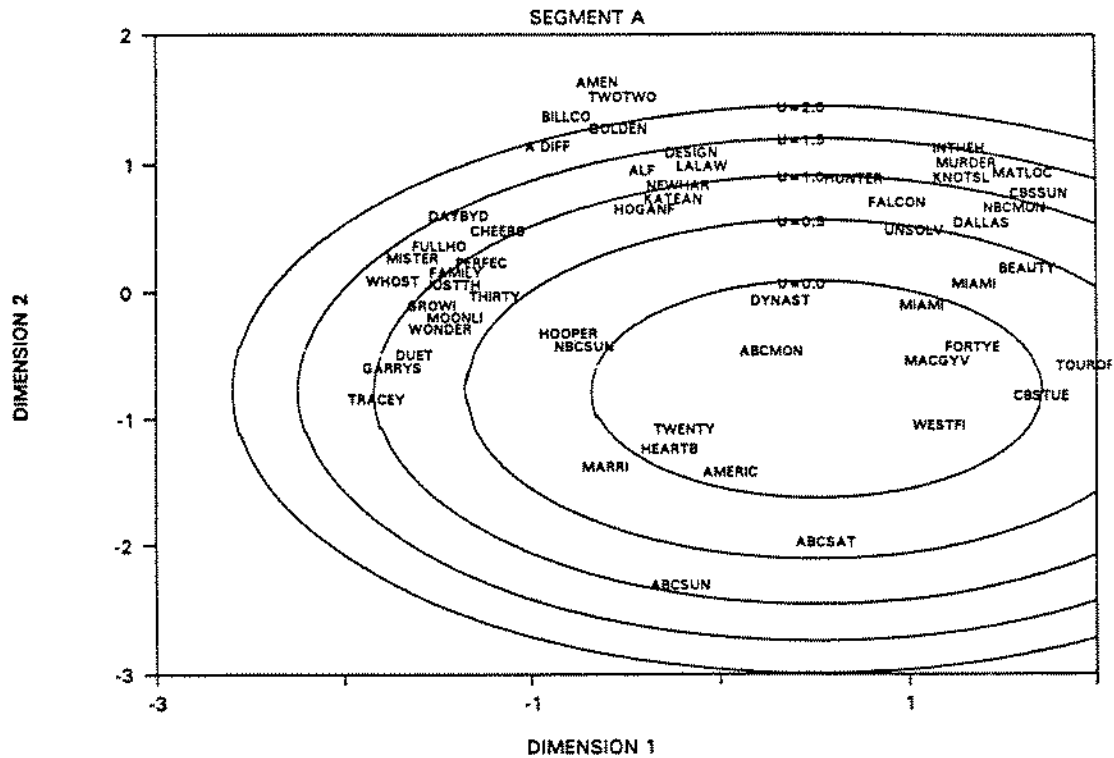 SEGMENT A
2
AMEN
TWOTWO
BILLCO
U=2.0
GOLDEN
A DIFF
U=1.5
INTHEH
DESIGN
1
MURDER
ALF
LALAW
MATLOC
U=1.0
HUNTER
KNOTSL
NEWHAR
CBSSUN
KATEAN
FALCON
HOGANF
NBCMON
DAYBYD
U=0.5
DALLAS
CHEERS
UNSOLV
FULLHO
MISTER
PERFEC
BEAUTY
FAMILY
WHOST
JUSTTH
U=0.0
MIAMI
0
THIRTY
DYNAST
GROWI
MIAMI
MOONLI
WONDER
HOOPER
NBCSUN
ABCMON
FORTYE
DUET
MACGYV
GARRYS
TOUROF
TRACEY
CBSTUE
-1
TWENTY
WESTFI
HEARTB
MARRI
AMERIC
-2
ABCSAT
ABCSUN
-3
-3
-1
1
DIMENSION 2
DIMENSION 1